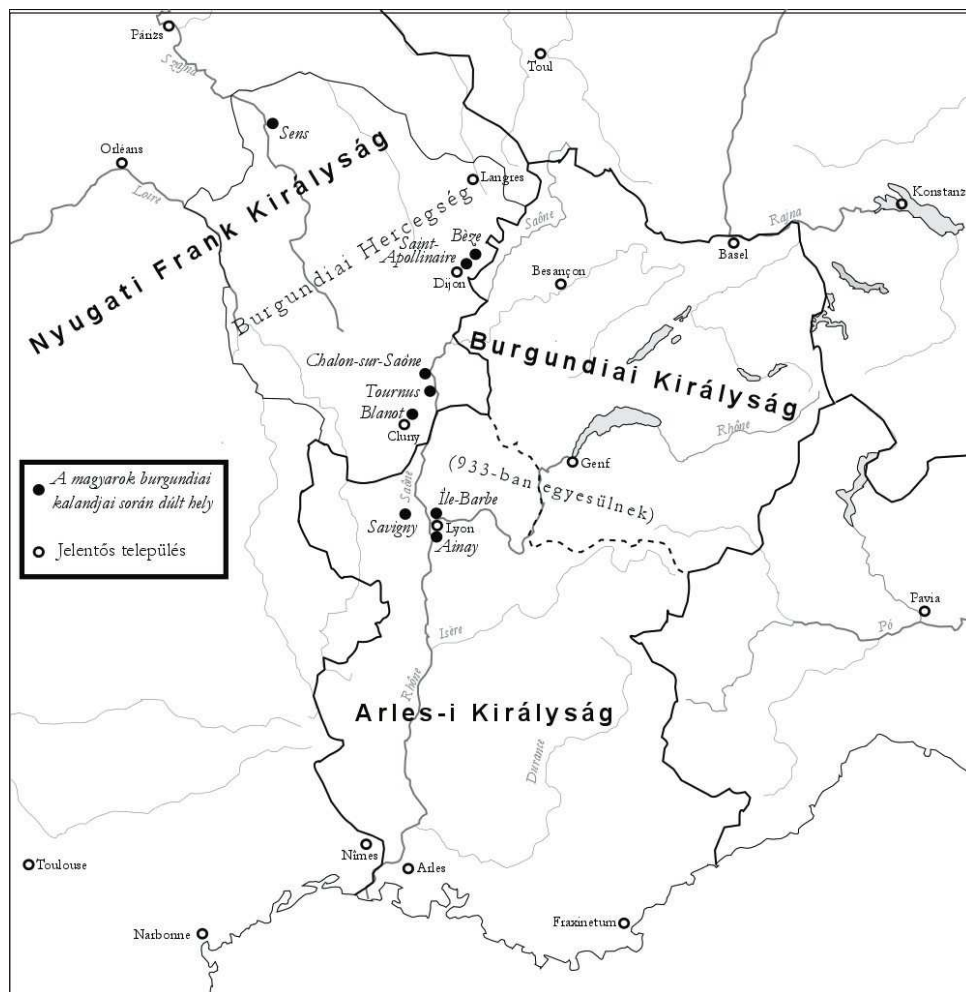 Párizs
Szajna
Toul
Sens
Orléans
Loire
Langres
Konstanz
Nyugati Frank Királyság
Burgundiai Hercegség
Saône
Rajna
Basel
Bèze
Saint-
Apollinaire
Dijon
Besançon
Chalon-sur-Saône
Tournus
Blanot
Cluny
Burgundiai Királyság
Rhône
Genf
(933-ban egyesülnek)
Saône
Île-Barbe
Savigny
Lyon
Ainay
A magyarok burgundiai
kalandjai során dúlt hely
Jelentős település
Pavia
Pó
Isère
Rhône
Arles-i Királyság
Durance
Nîmes
Arles
Toulouse
Fraxinetum
Narbonne